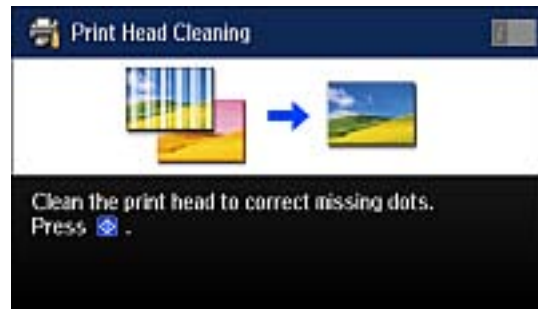 Print Head Cleaning
Clean the print head to correct missing dots.
Press .